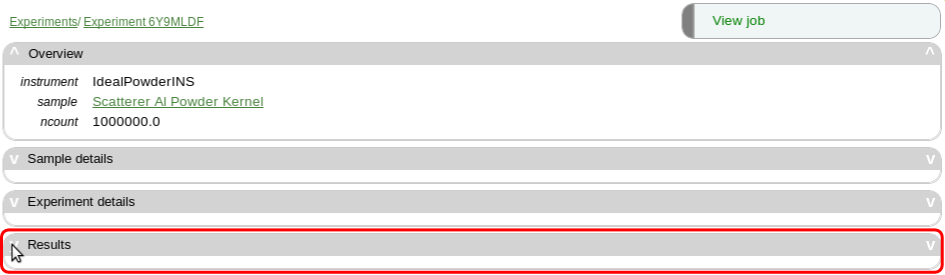 Experiments/ Experiment 6Y9MLDF
View job
^ Overview ^
instrument IdealPowderINS
sample Scatterer Al Powder Kernel
ncount 1000000.0
v Sample details v
v Experiment details v
Results v